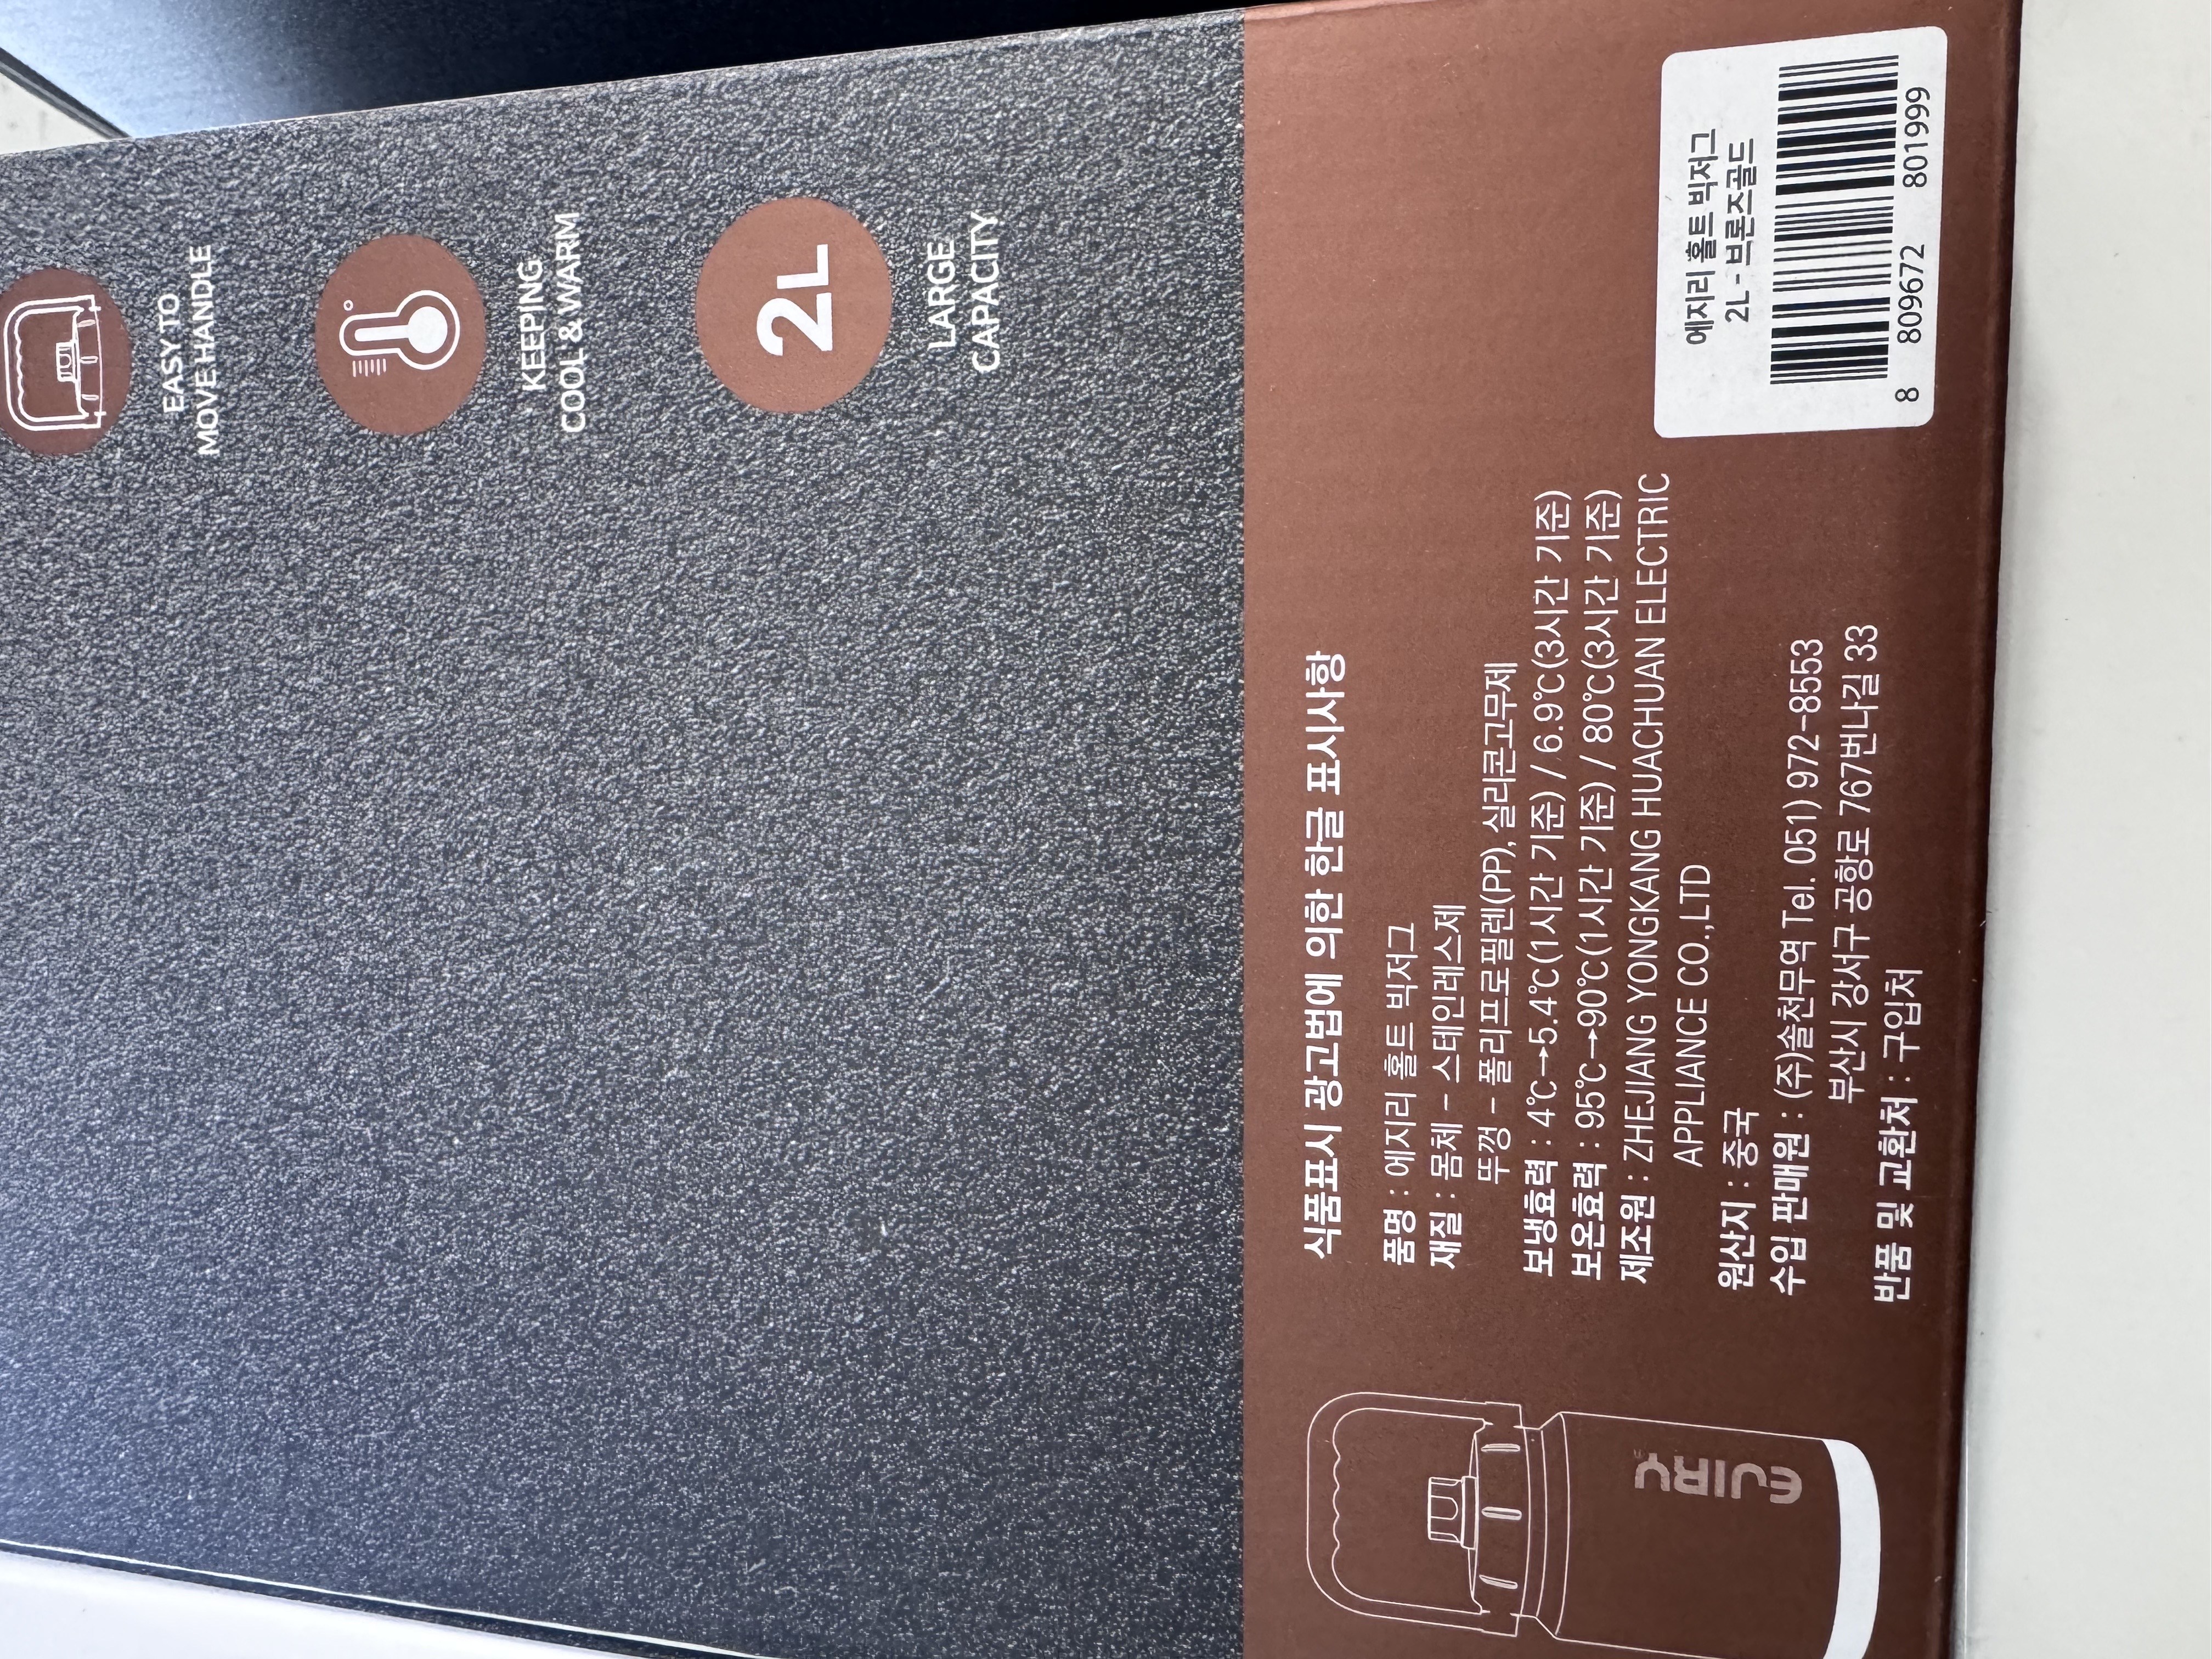 EASY TO
MOVE HANDLE
KEEPING
COOL & WARM
2L
LARGE
CAPACITY
식품표시 광고법에 의한 한글 표시사항
품명 : 에지리 홀트 빅저그
재질 : 몸체 – 스테인레스제
뚜껑 – 폴리프로필렌(PP), 실리콘고무제
보냉효력 : 4℃→5.4℃(1시간 기준) / 6.9℃(3시간 기준)
보온효력 : 95℃→90℃(1시간 기준) / 80℃(3시간 기준)
제조원 : ZHEJIANG YONGKANG HUACHUAN ELECTRIC
APPLIANCE CO.,LTD
원산지 : 중국
수입 판매원 : (주)솔천무역 Tel. 051) 972-8553
부산시 강서구 공항로 767번나길 33
반품 및 교환처 : 구입처
에지리 홀트 빅저그
2L - 브론즈골드
8 809672 801999
EJIRY